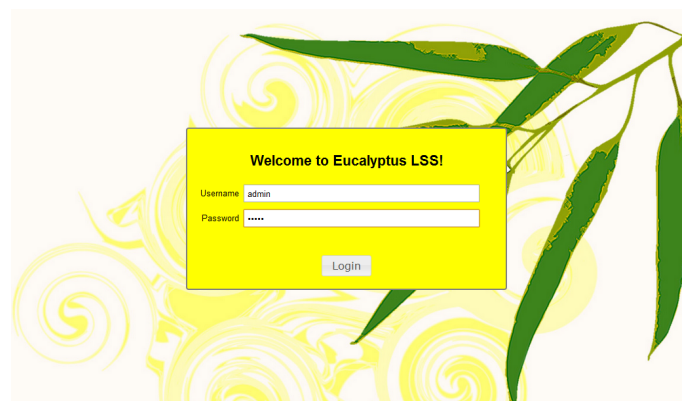 Welcome to Eucalyptus LSS!
Username admin
Password •••••
Login